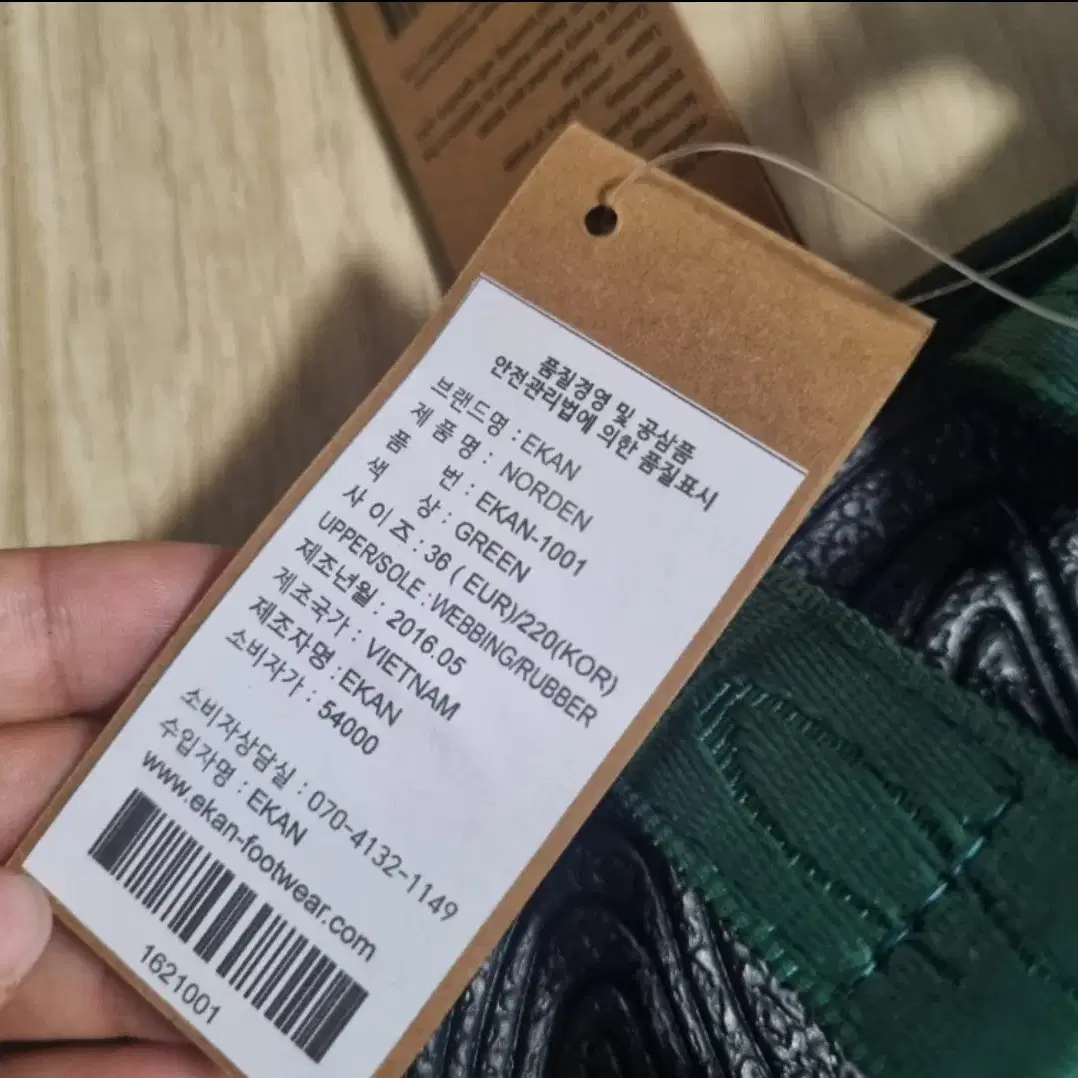 품질경영 및 공삼품
안전관리법에 의한 품질표시
브랜드명 : EKAN
제 품 명 : NORDEN
품 번 : EKAN-1001
색 상 : GREEN
사 이 즈 : 36 ( EUR)/220(KOR)
UPPER/SOLE : WEBBING/RUBBER
제조년월 : 2016.05
제조국가 : VIETNAM
제조자명 : EKAN
소비자가 : 54000
소비자상담실 : 070-4132-1149
수입자명 : EKAN
www.ekan-footwear.com
1621001